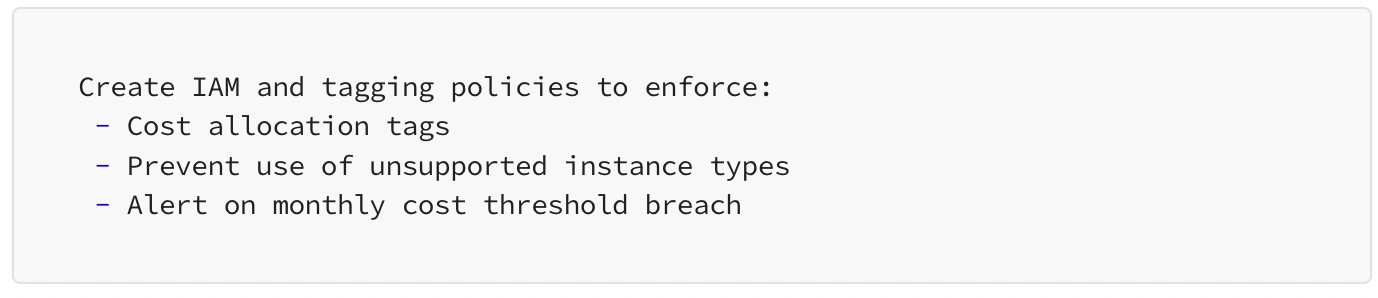 Create IAM and tagging policies to enforce:
- Cost allocation tags
- Prevent use of unsupported instance types
- Alert on monthly cost threshold breach